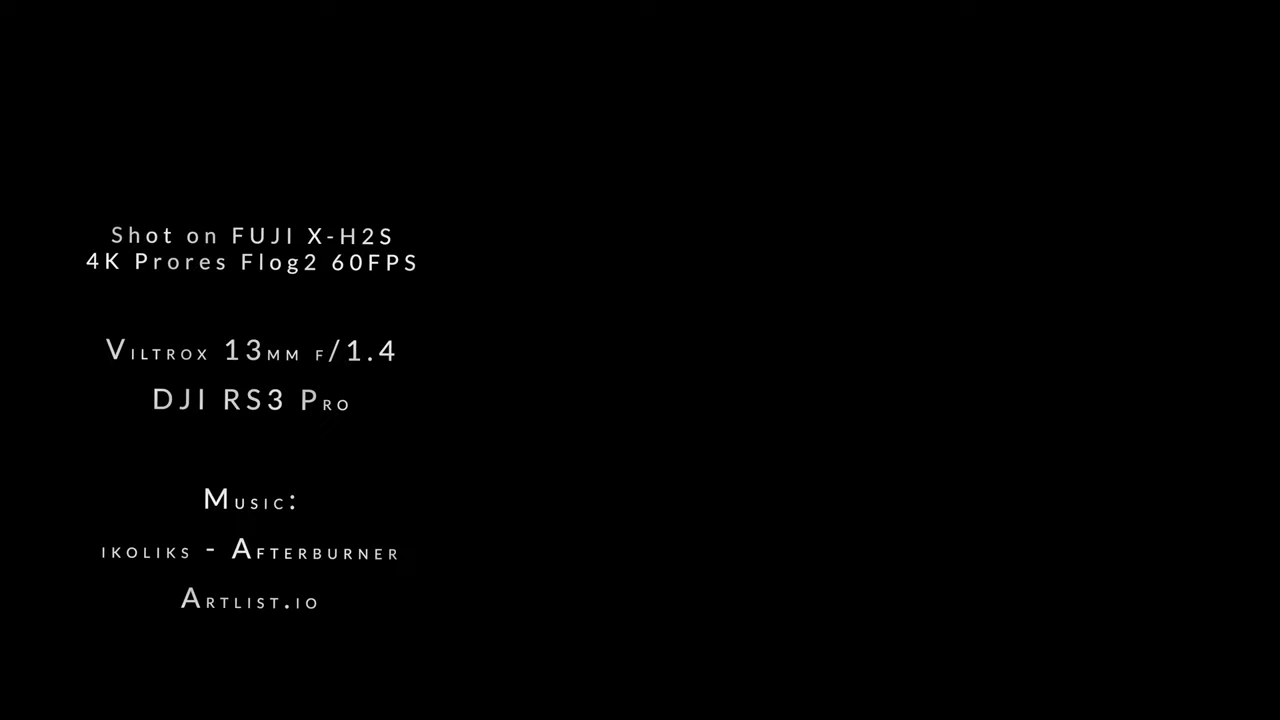 Shot on FUJI X-H2S
4K Prores Flog2 60FPS
Viltrox 13mm f/1.4
DJI RS3 Pro
Music:
ikoliks - Afterburner
Artlist.io